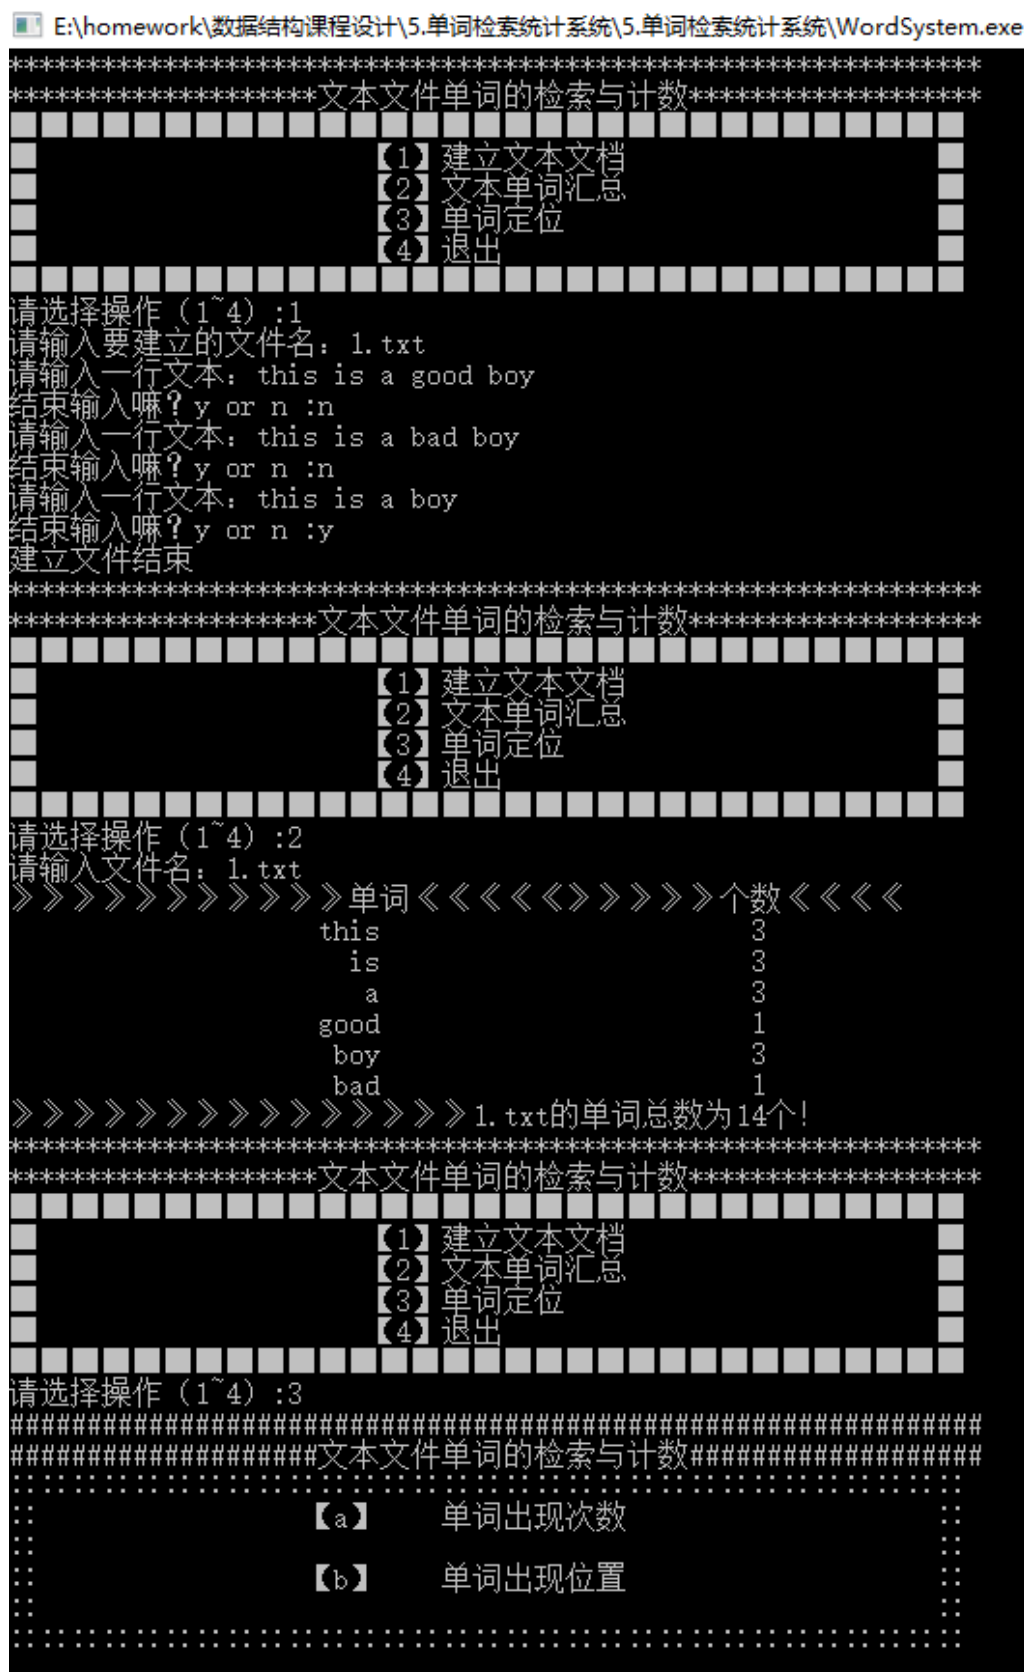 E:\homework\数据结构课程设计\5.单词检索统计系统\5.单词检索统计系统\WordSystem.exe
***************************************************************
********************文本文件单词的检索与计数*******************
■■■■■■■■■■■■■■■■■■■■■■■■■■■■■■■
■ 【1】 建立文本文档 ■
■ 【2】 文本单词汇总 ■
■ 【3】 单词定位 ■
■ 【4】 退出 ■
■■■■■■■■■■■■■■■■■■■■■■■■■■■■■■■
请选择操作（1~4）:1
请输入要建立的文件名：1.txt
请输入一行文本：this is a good boy
结束输入嘛？y or n :n
请输入一行文本：this is a bad boy
结束输入嘛？y or n :n
请输入一行文本：this is a boy
结束输入嘛？y or n :y
建立文件结束
***************************************************************
********************文本文件单词的检索与计数*******************
■■■■■■■■■■■■■■■■■■■■■■■■■■■■■■■
■ 【1】 建立文本文档 ■
■ 【2】 文本单词汇总 ■
■ 【3】 单词定位 ■
■ 【4】 退出 ■
■■■■■■■■■■■■■■■■■■■■■■■■■■■■■■■
请选择操作（1~4）:2
请输入文件名：1.txt
》》》》》》》》》》》单词《《《《《》》》》》个数《《《《
this 3
is 3
a 3
good 1
boy 3
bad 1
》》》》》》》》》》》》》》》1.txt的单词总数为14个!
***************************************************************
********************文本文件单词的检索与计数*******************
■■■■■■■■■■■■■■■■■■■■■■■■■■■■■■■
■ 【1】 建立文本文档 ■
■ 【2】 文本单词汇总 ■
■ 【3】 单词定位 ■
■ 【4】 退出 ■
■■■■■■■■■■■■■■■■■■■■■■■■■■■■■■■
请选择操作（1~4）:3
###############################################################
####################文本文件单词的检索与计数###################
::::::::::::::::::::::::::::::::::::::::::::::::::::::::::::::
:: 【a】 单词出现次数 ::
:: ::
:: 【b】 单词出现位置 ::
:: ::
::::::::::::::::::::::::::::::::::::::::::::::::::::::::::::::